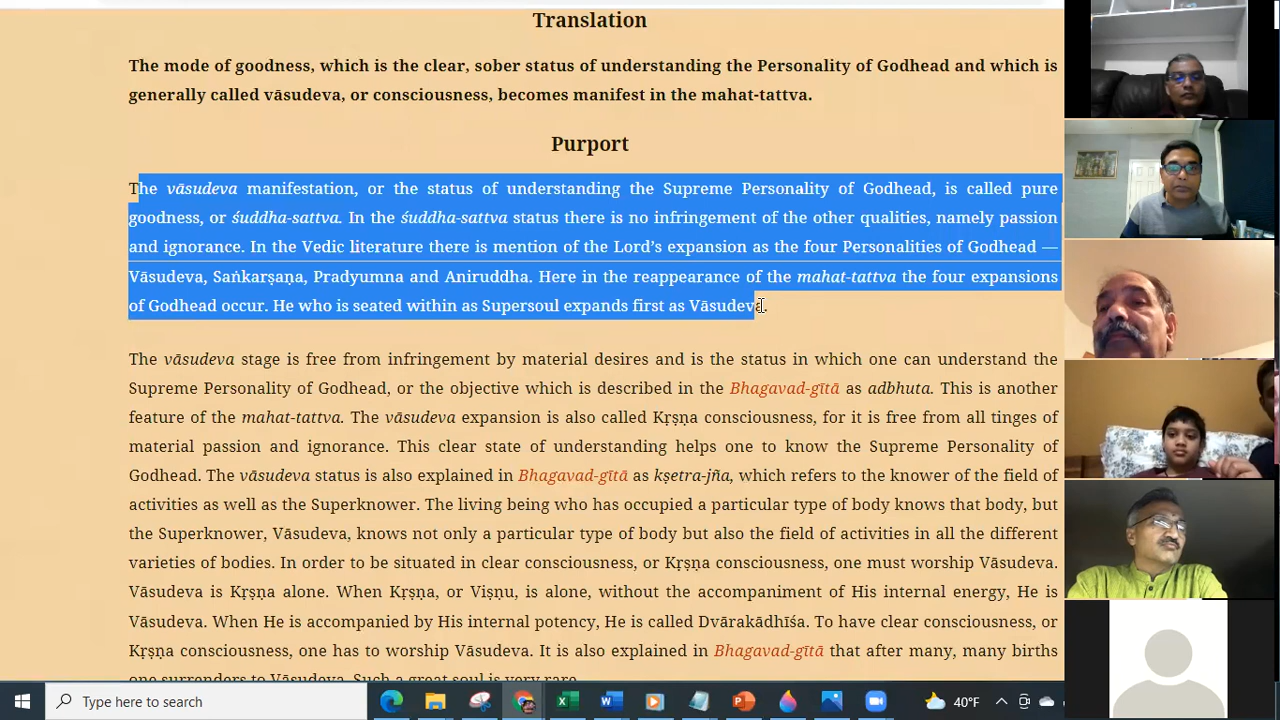 Translation
The mode of goodness, which is the clear, sober status of understanding the Personality of Godhead and which is
generally called vāsudeva, or consciousness, becomes manifest in the mahat-tattva.
Purport
The vāsudeva manifestation, or the status of understanding the Supreme Personality of Godhead, is called pure
goodness, or śuddha-sattva. In the śuddha-sattva status there is no infringement of the other qualities, namely passion
and ignorance. In the Vedic literature there is mention of the Lord’s expansion as the four Personalities of Godhead —
Vāsudeva, Saṅkarṣaṇa, Pradyumna and Aniruddha. Here in the reappearance of the mahat-tattva the four expansions
of Godhead occur. He who is seated within as Supersoul expands first as Vāsudeva.
The vāsudeva stage is free from infringement by material desires and is the status in which one can understand the
Supreme Personality of Godhead, or the objective which is described in the Bhagavad-gītā as adbhuta. This is another
feature of the mahat-tattva. The vāsudeva expansion is also called Kṛṣṇa consciousness, for it is free from all tinges of
material passion and ignorance. This clear state of understanding helps one to know the Supreme Personality of
Godhead. The vāsudeva status is also explained in Bhagavad-gītā as kṣetra-jña, which refers to the knower of the field of
activities as well as the Superknower. The living being who has occupied a particular type of body knows that body, but
the Superknower, Vāsudeva, knows not only a particular type of body but also the field of activities in all the different
varieties of bodies. In order to be situated in clear consciousness, or Kṛṣṇa consciousness, one must worship Vāsudeva.
Vāsudeva is Kṛṣṇa alone. When Kṛṣṇa, or Viṣṇu, is alone, without the accompaniment of His internal energy, He is
Vāsudeva. When He is accompanied by His internal potency, He is called Dvārakādhīśa. To have clear consciousness, or
Kṛṣṇa consciousness, one has to worship Vāsudeva. It is also explained in Bhagavad-gītā that after many, many births
one surrenders to Vāsudeva. Such a great soul is very rare.
Type here to search
40°F